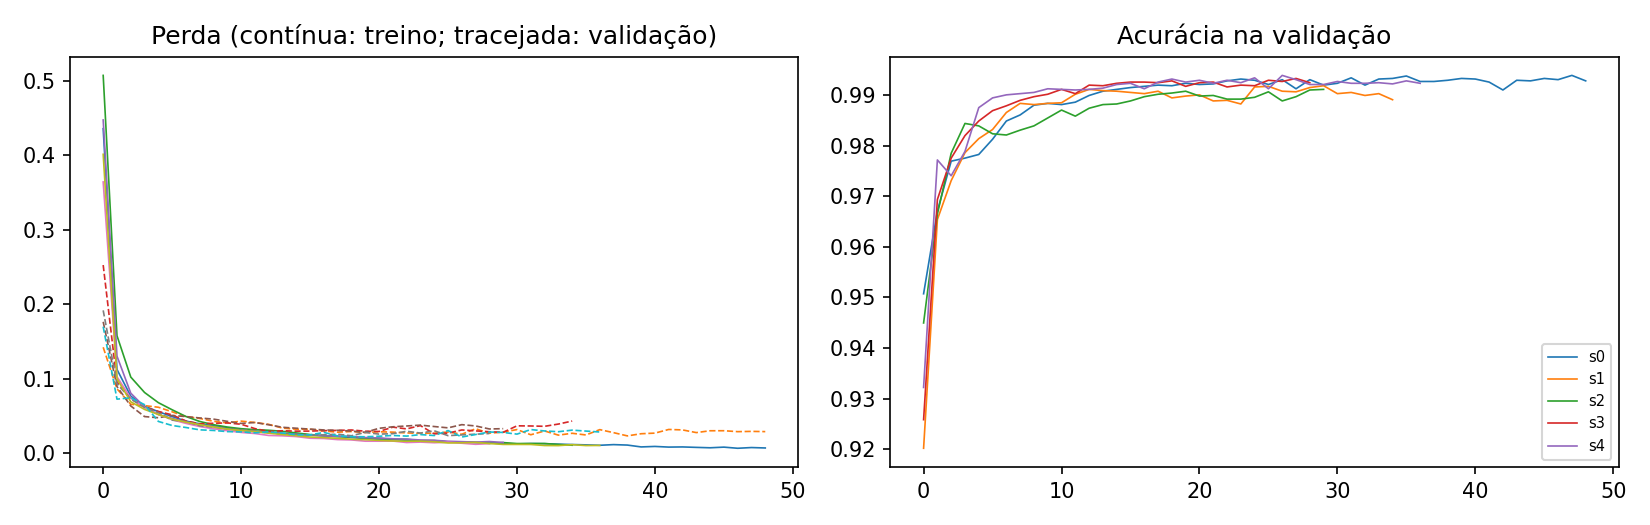 Perda (contínua: treino; tracejada: validação)
0.5
0.4
0.3
0.2
0.1
0.0
0 10 20 30 40 50
Acurácia na validação
0.99
0.98
0.97
0.96
0.95
0.94
0.93
0.92
0 10 20 30 40 50
s0
s1
s2
s3
s4